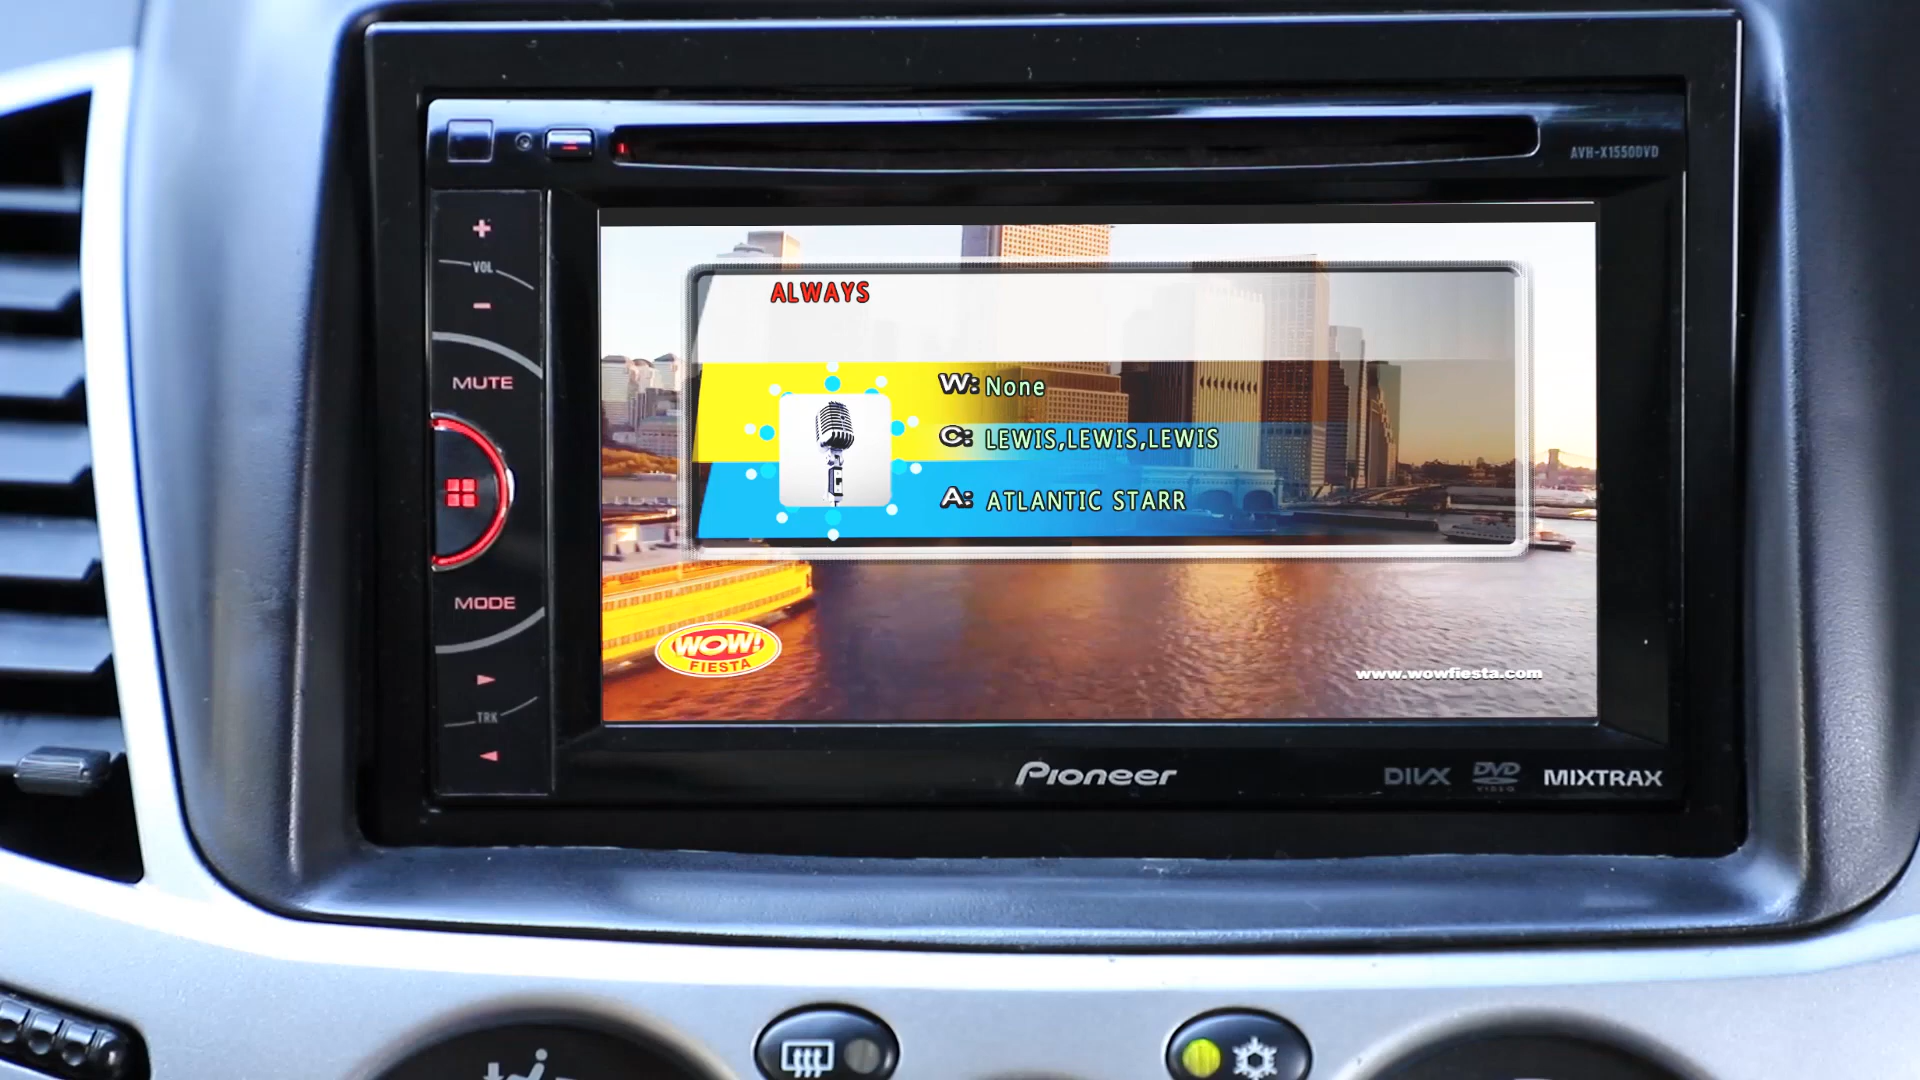 AVH-X1550DVD
+
VOL
−
MUTE
MODE
TRK
ALWAYS
W: None
C: LEWIS,LEWIS,LEWIS
A: ATLANTIC STARR
WOW!
FIESTA
www.wowfiesta.com
Pioneer
DIVX
DVD
VIDEO
MIXTRAX